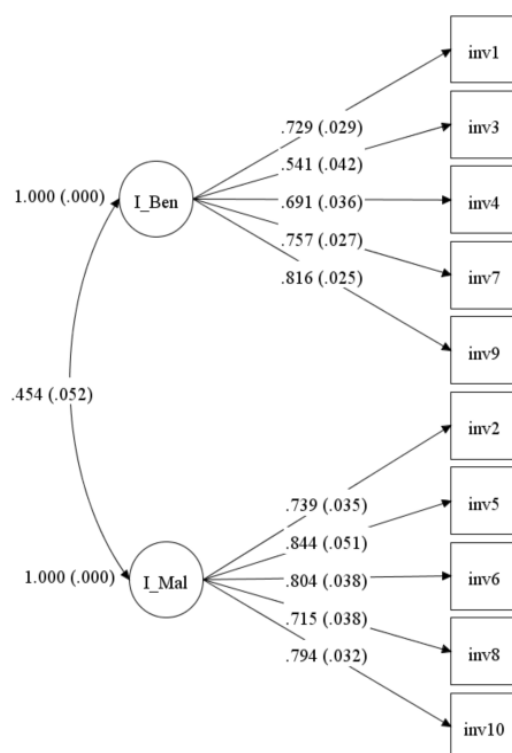 inv1
.729 (.029)
inv3
.541 (.042)
1.000 (.000)
I_Ben
.691 (.036)
inv4
.757 (.027)
inv7
.816 (.025)
inv9
.454 (.052)
inv2
.739 (.035)
inv5
.844 (.051)
1.000 (.000)
I_Mal
.804 (.038)
inv6
.715 (.038)
inv8
.794 (.032)
inv10